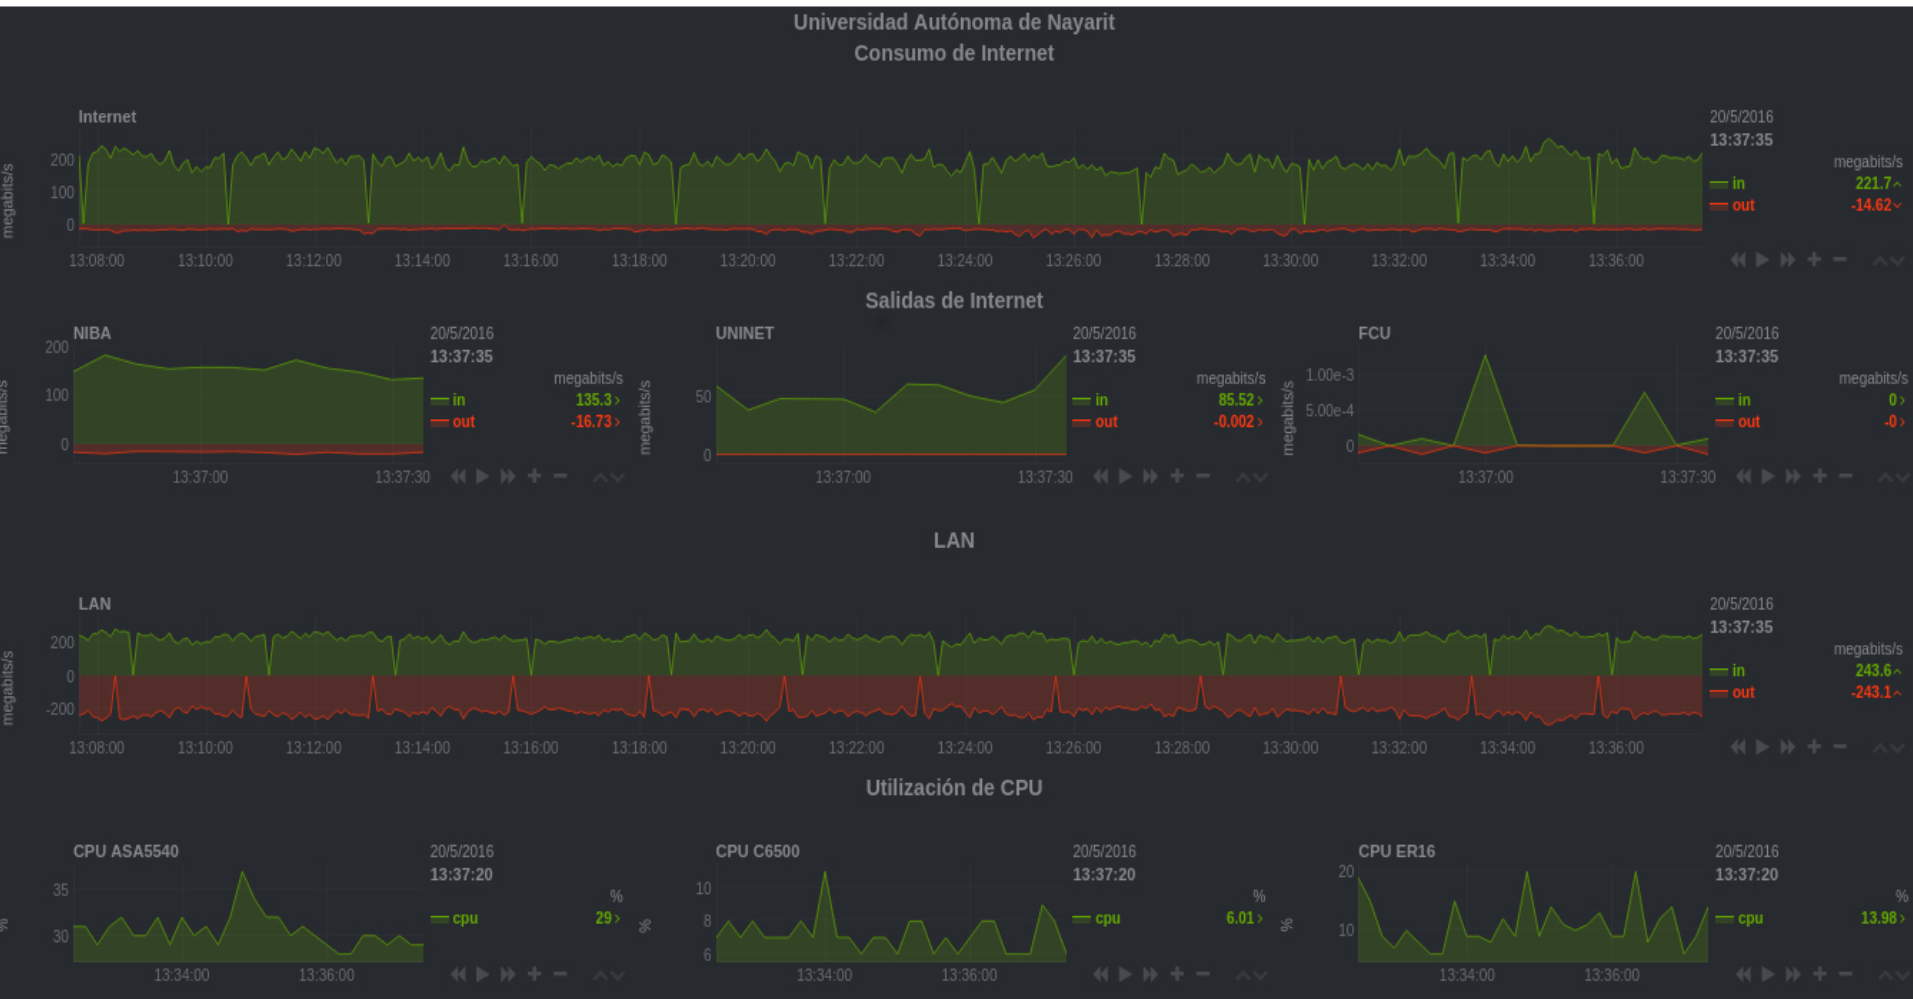 Universidad Autónoma de Nayarit
Consumo de Internet
Internet
20/5/2016
13:37:35
megabits/s
200
100
0
megabits/s
in 221.7
out -14.62
13:08:00 13:10:00 13:12:00 13:14:00 13:16:00 13:18:00 13:20:00 13:22:00 13:24:00 13:26:00 13:28:00 13:30:00 13:32:00 13:34:00 13:36:00
Salidas de Internet
NIBA
20/5/2016
13:37:35
megabits/s
200
100
0
megabits/s
in 135.3
out -16.73
13:37:00 13:37:30
UNINET
20/5/2016
13:37:35
megabits/s
50
0
megabits/s
in 85.52
out -0.002
13:37:00 13:37:30
FCU
20/5/2016
13:37:35
megabits/s
1.00e-3
5.00e-4
0
megabits/s
in 0
out -0
13:37:00 13:37:30
LAN
LAN
20/5/2016
13:37:35
megabits/s
200
0
-200
megabits/s
in 243.6
out -243.1
13:08:00 13:10:00 13:12:00 13:14:00 13:16:00 13:18:00 13:20:00 13:22:00 13:24:00 13:26:00 13:28:00 13:30:00 13:32:00 13:34:00 13:36:00
Utilización de CPU
CPU ASA5540
20/5/2016
13:37:20
%
35
30
%
cpu 29
13:34:00 13:36:00
CPU C6500
20/5/2016
13:37:20
%
10
8
6
%
cpu 6.01
13:34:00 13:36:00
CPU ER16
20/5/2016
13:37:20
%
20
10
%
cpu 13.98
13:34:00 13:36:00